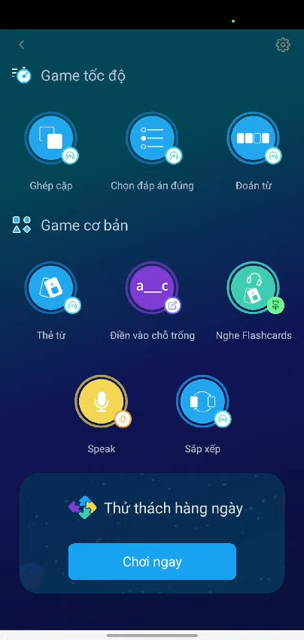 Game tốc độ
Ghép cặp
Chọn đáp án đúng
Đoán từ
Game cơ bản
a__c
Thẻ từ
Điền vào chỗ trống
Nghe Flashcards
Speak
Sắp xếp
Thử thách hàng ngày
Chơi ngay